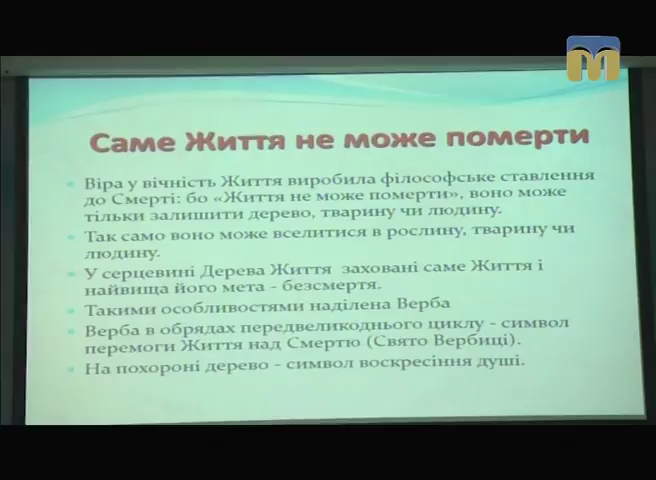 M
Саме Життя не може померти
Віра у вічність Життя виробила філософське ставлення
до Смерті: бо «Життя не може померти», воно може
тільки залишити дерево, тварину чи людину.
Так само воно може вселитися в рослину, тварину чи
людину.
У серцевині Дерева Життя заховані саме Життя і
найвища його мета - безсмертя.
Такими особливостями наділена Верба
Верба в обрядах передвеликоднього циклу - символ
перемоги Життя над Смертю (Свято Вербиці).
На похороні дерево - символ воскресіння душі.